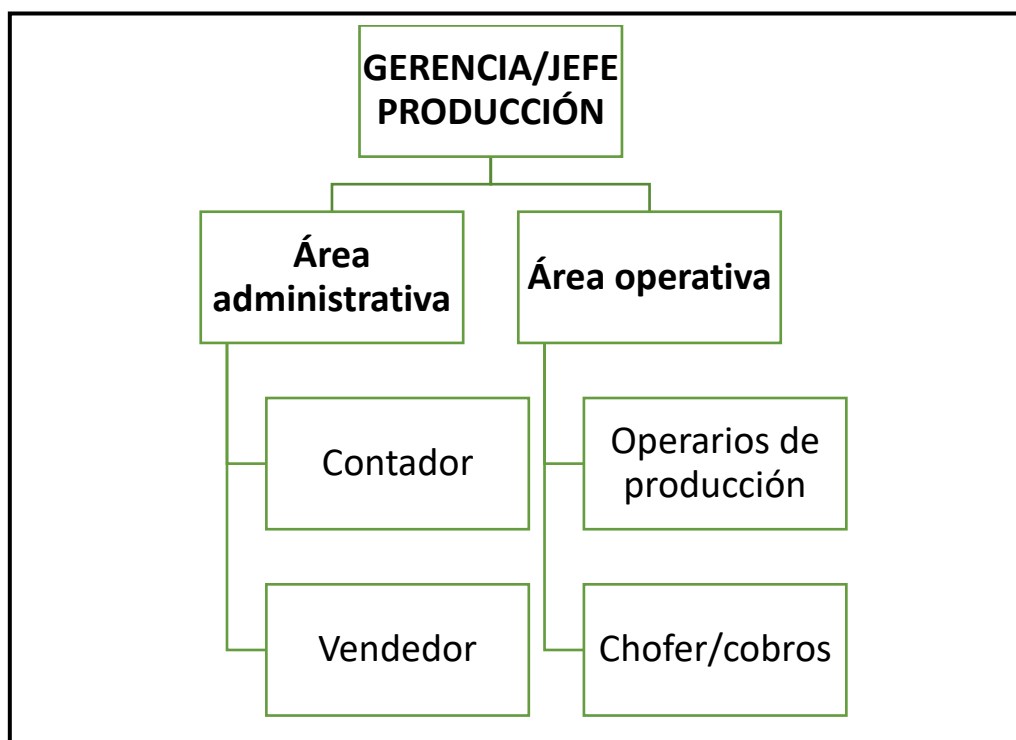 GERENCIA/JEFE
PRODUCCIÓN
Área
administrativa
Área operativa
Contador
Operarios de
producción
Vendedor
Chofer/cobros